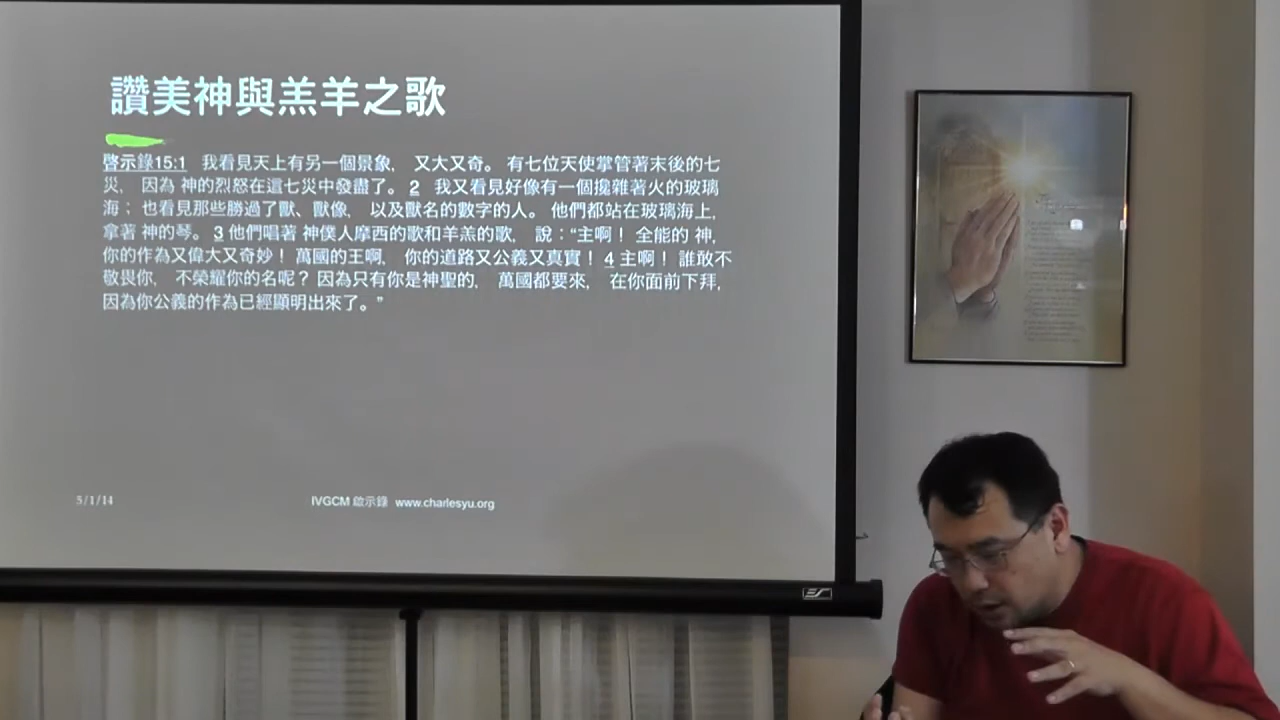 讚美神與羔羊之歌
啓示錄15:1 我看見天上有另一個景象, 又大又奇。 有七位天使掌管著末後的七
災, 因為 神的烈怒在這七災中發盡了。 2 我又看見好像有一個攙雜著火的玻璃
海；也看見那些勝過了獸、獸像, 以及獸名的數字的人。 他們都站在玻璃海上,
拿著 神的琴。 3 他們唱著 神僕人摩西的歌和羊羔的歌, 說：“主啊！ 全能的 神,
你的作為又偉大又奇妙！ 萬國的王啊, 你的道路又公義又真實！ 4 主啊！ 誰敢不
敬畏你, 不榮耀你的名呢？ 因為只有你是神聖的, 萬國都要來, 在你面前下拜,
因為你公義的作為已經顯明出來了。”
5/1/14
IVGCM 啟示錄 www.charlesyu.org